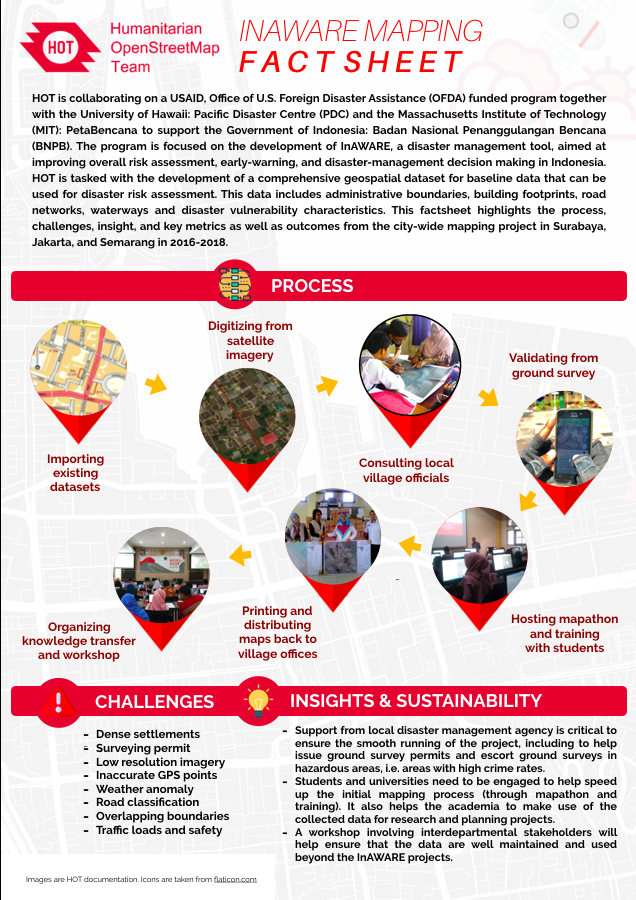 HOT
Humanitarian
OpenStreetMap
Team
INAWARE MAPPING
FACTSHEET
HOT is collaborating on a USAID, Office of U.S. Foreign Disaster Assistance (OFDA) funded program together
with the University of Hawaii: Pacific Disaster Centre (PDC) and the Massachusetts Institute of Technology
(MIT): PetaBencana to support the Government of Indonesia: Badan Nasional Penanggulangan Bencana
(BNPB). The program is focused on the development of InAWARE, a disaster management tool, aimed at
improving overall risk assessment, early-warning, and disaster-management decision making in Indonesia.
HOT is tasked with the development of a comprehensive geospatial dataset for baseline data that can be
used for disaster risk assessment. This data includes administrative boundaries, building footprints, road
networks, waterways and disaster vulnerability characteristics. This factsheet highlights the process,
challenges, insight, and key metrics as well as outcomes from the city-wide mapping project in Surabaya,
Jakarta, and Semarang in 2016-2018.
PROCESS
Importing
existing
datasets
Digitizing from
satellite
imagery
Consulting local
village officials
Validating from
ground survey
Hosting mapathon
and training
with students
Printing and
distributing
maps back to
village offices
Organizing
knowledge transfer
and workshop
CHALLENGES
- Dense settlements
- Surveying permit
- Low resolution imagery
- Inaccurate GPS points
- Weather anomaly
- Road classification
- Overlapping boundaries
- Traffic loads and safety
INSIGHTS & SUSTAINABILITY
- Support from local disaster management agency is critical to
ensure the smooth running of the project, including to help
issue ground survey permits and escort ground surveys in
hazardous areas, i.e. areas with high crime rates.
- Students and universities need to be engaged to help speed
up the initial mapping process (through mapathon and
training). It also helps the academia to make use of the
collected data for research and planning projects.
- A workshop involving interdepartmental stakeholders will
help ensure that the data are well maintained and used
beyond the InAWARE projects.
Images are HOT documentation. Icons are taken from flaticon.com